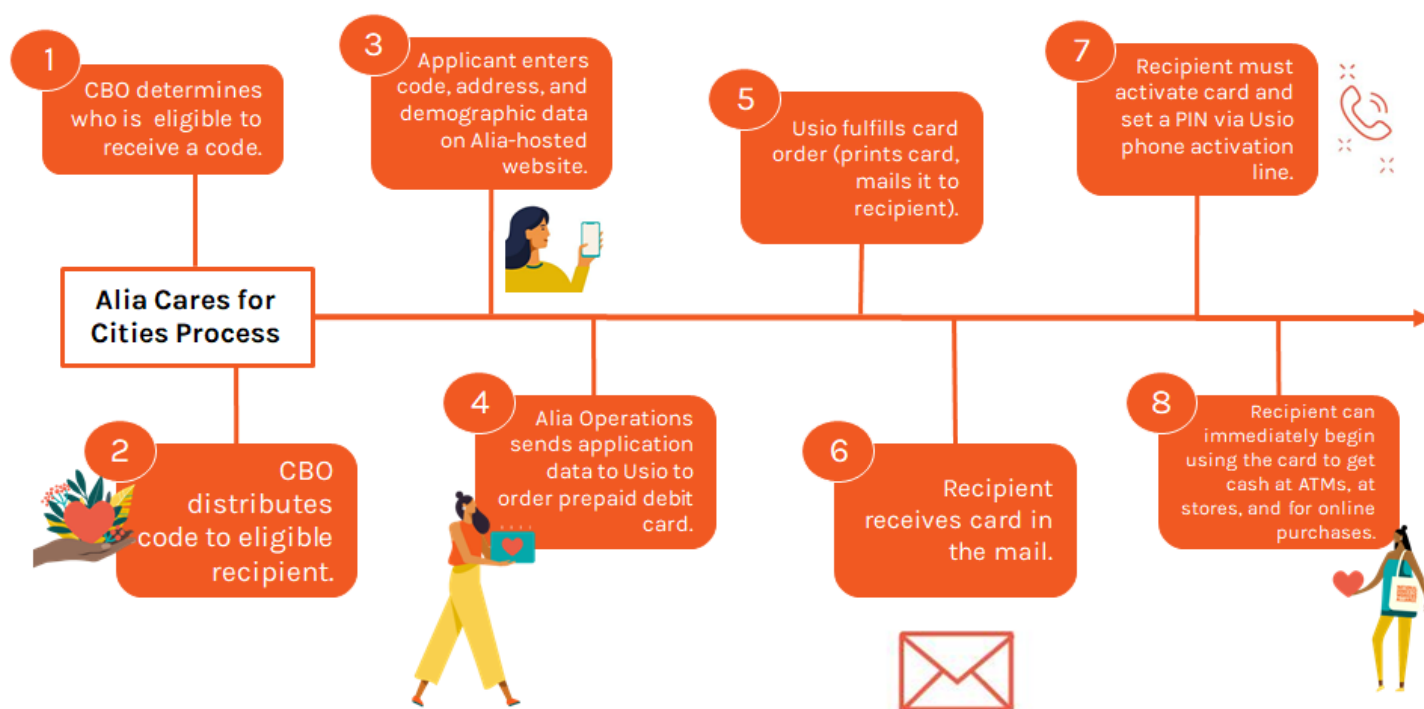 Alia Cares for
Cities Process
1
CBO determines
who is eligible to
receive a code.
2
CBO
distributes
code to eligible
recipient.
3
Applicant enters
code, address, and
demographic data
on Alia-hosted
website.
4
Alia Operations
sends application
data to Usio to
order prepaid debit
card.
5
Usio fulfills card
order (prints card,
mails it to
recipient).
6
Recipient
receives card in
the mail.
7
Recipient must
activate card and
set a PIN via Usio
phone activation
line.
8
Recipient can
immediately begin
using the card to get
cash at ATMs, at
stores, and for online
purchases.